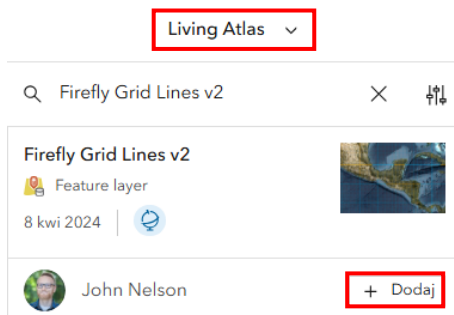 Living Atlas
Firefly Grid Lines v2
Firefly Grid Lines v2
Feature layer
8 kwi 2024
John Nelson
+ Dodaj